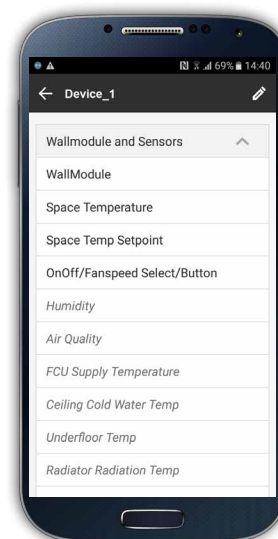 69% 14:40
Device_1
Wallmodule and Sensors
WallModule
Space Temperature
Space Temp Setpoint
OnOff/Fanspeed Select/Button
Humidity
Air Quality
FCU Supply Temperature
Ceiling Cold Water Temp
Underfloor Temp
Radiator Radiation Temp